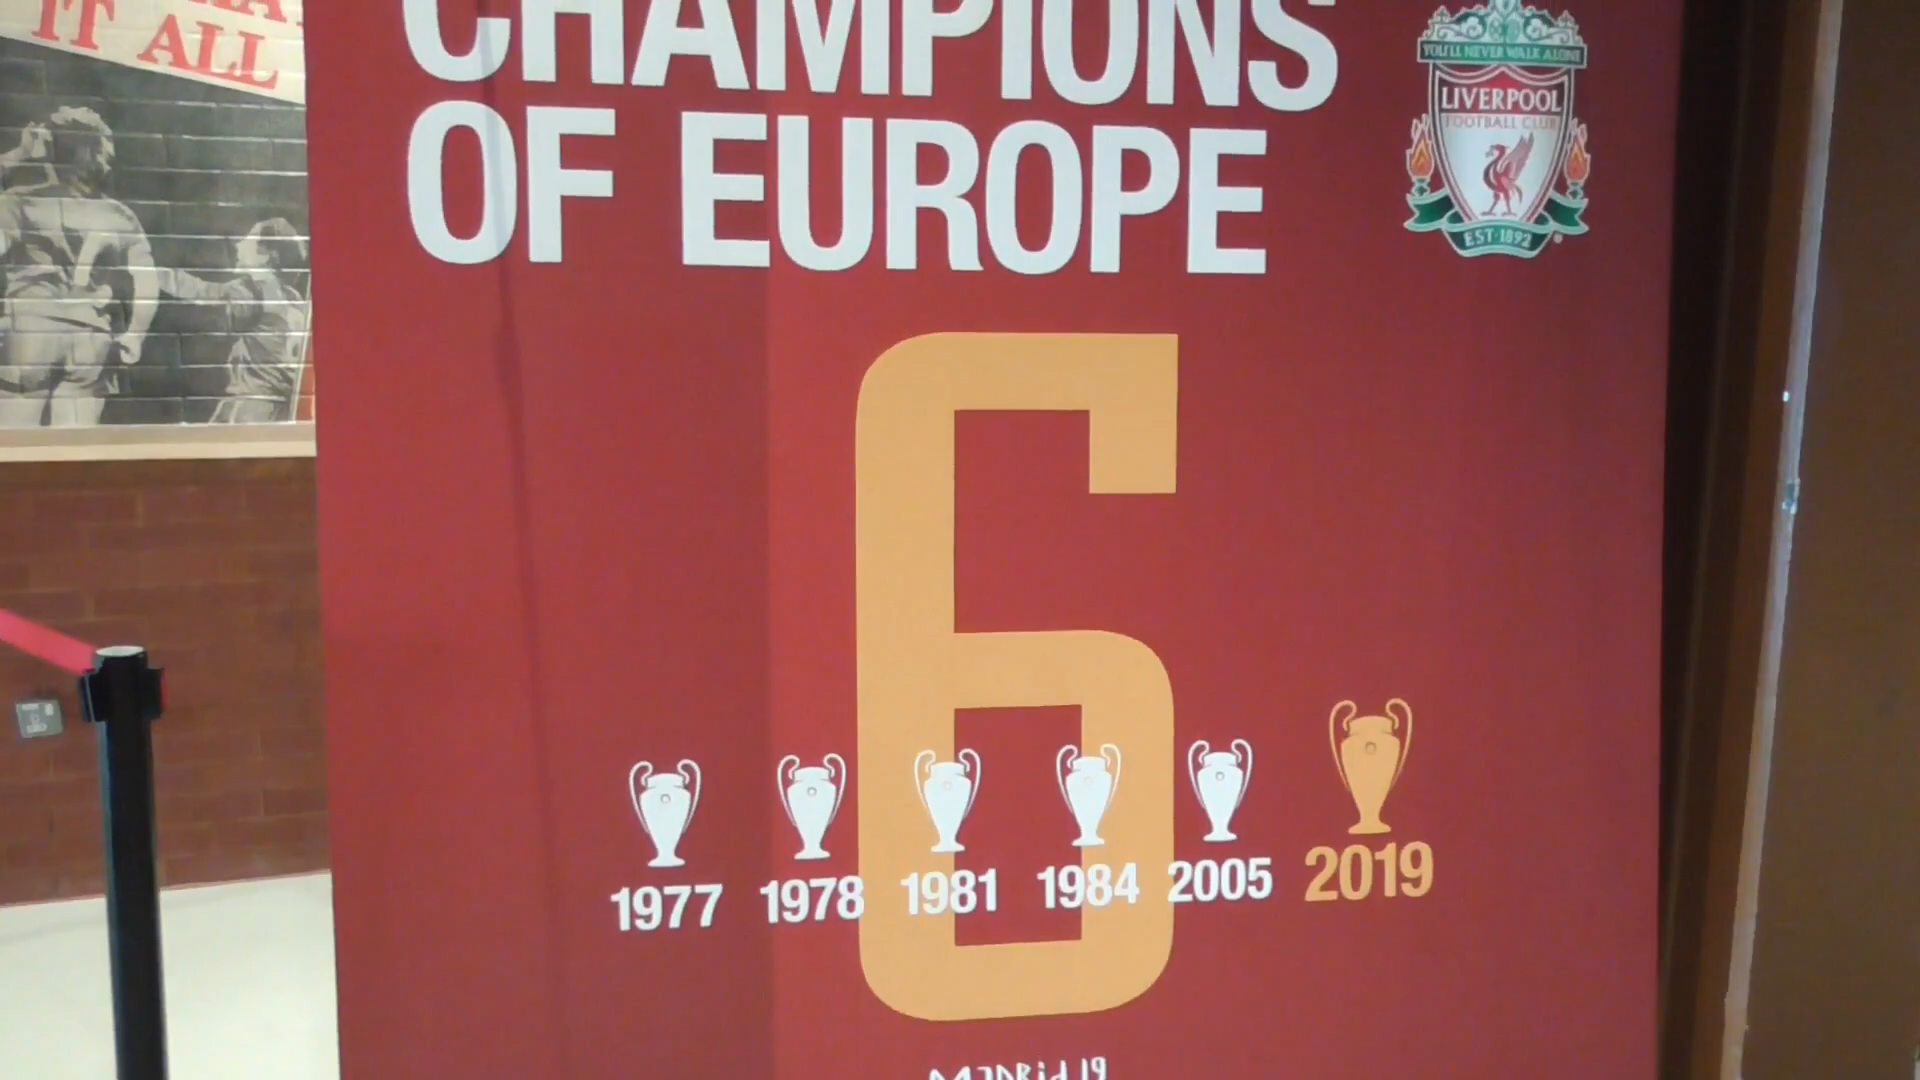 IT ALL
CHAMPIONS
OF EUROPE
YOU'LL NEVER WALK ALONE
LIVERPOOL
FOOTBALL CLUB
EST·1892
6
1977 1978 1981 1984 2005 2019
MADRID 19